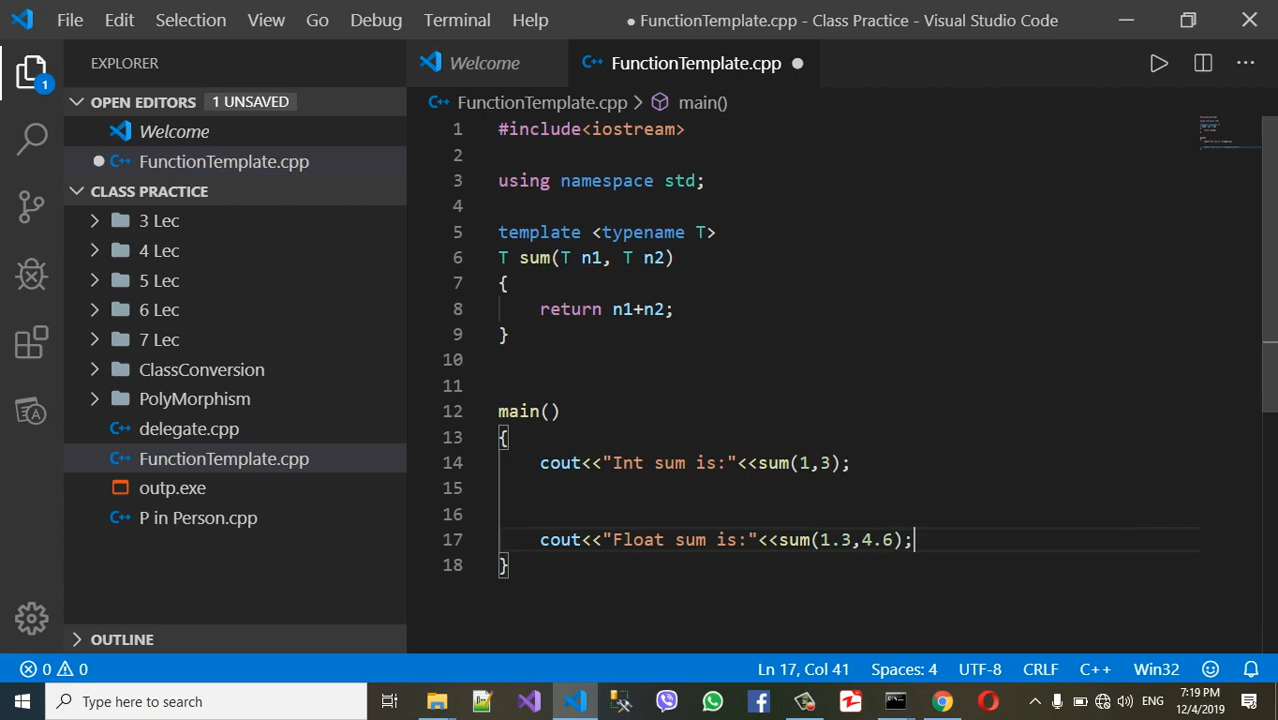 File Edit Selection View Go Debug Terminal Help ● FunctionTemplate.cpp - Class Practice - Visual Studio Code
EXPLORER
OPEN EDITORS 1 UNSAVED
Welcome
FunctionTemplate.cpp
CLASS PRACTICE
3 Lec
4 Lec
5 Lec
6 Lec
7 Lec
ClassConversion
PolyMorphism
delegate.cpp
FunctionTemplate.cpp
outp.exe
P in Person.cpp
OUTLINE
1
Welcome FunctionTemplate.cpp
FunctionTemplate.cpp > main()
1 #include<iostream>
2
3 using namespace std;
4
5 template <typename T>
6 T sum(T n1, T n2)
7 {
8     return n1+n2;
9 }
10
11
12 main()
13 {
14     cout<<"Int sum is:"<<sum(1,3);
15
16
17     cout<<"Float sum is:"<<sum(1.3,4.6);
18 }
0 0 Ln 17, Col 41 Spaces: 4 UTF-8 CRLF C++ Win32
Type here to search ENG 7:19 PM
12/4/2019